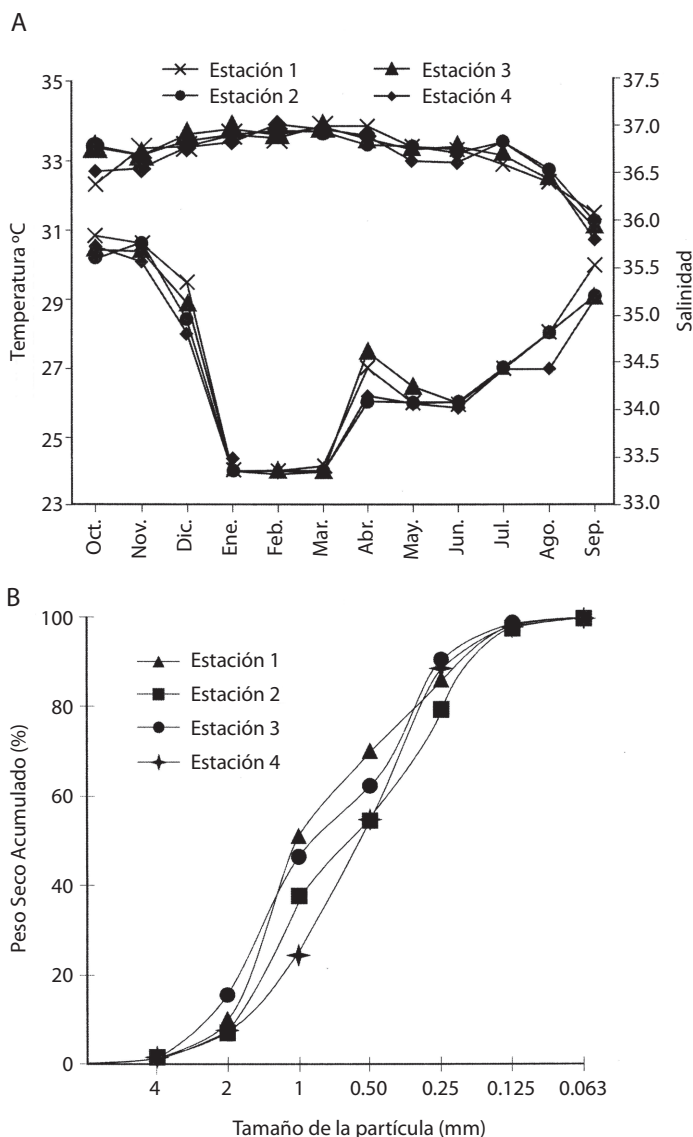 A
Estación 1
Estación 2
Estación 3
Estación 4
35
33
31
29
27
25
23
Temperatura ºC
37.5
37.0
36.5
36.0
35.5
35.0
34.5
34.0
33.5
33.0
Salinidad
Oct.
Nov.
Dic.
Ene.
Feb.
Mar.
Abr.
May.
Jun.
Jul.
Ago.
Sep.
B
100
80
60
40
20
0
Peso Seco Acumulado (%)
Estación 1
Estación 2
Estación 3
Estación 4
4 2 1 0.50 0.25 0.125 0.063
Tamaño de la partícula (mm)